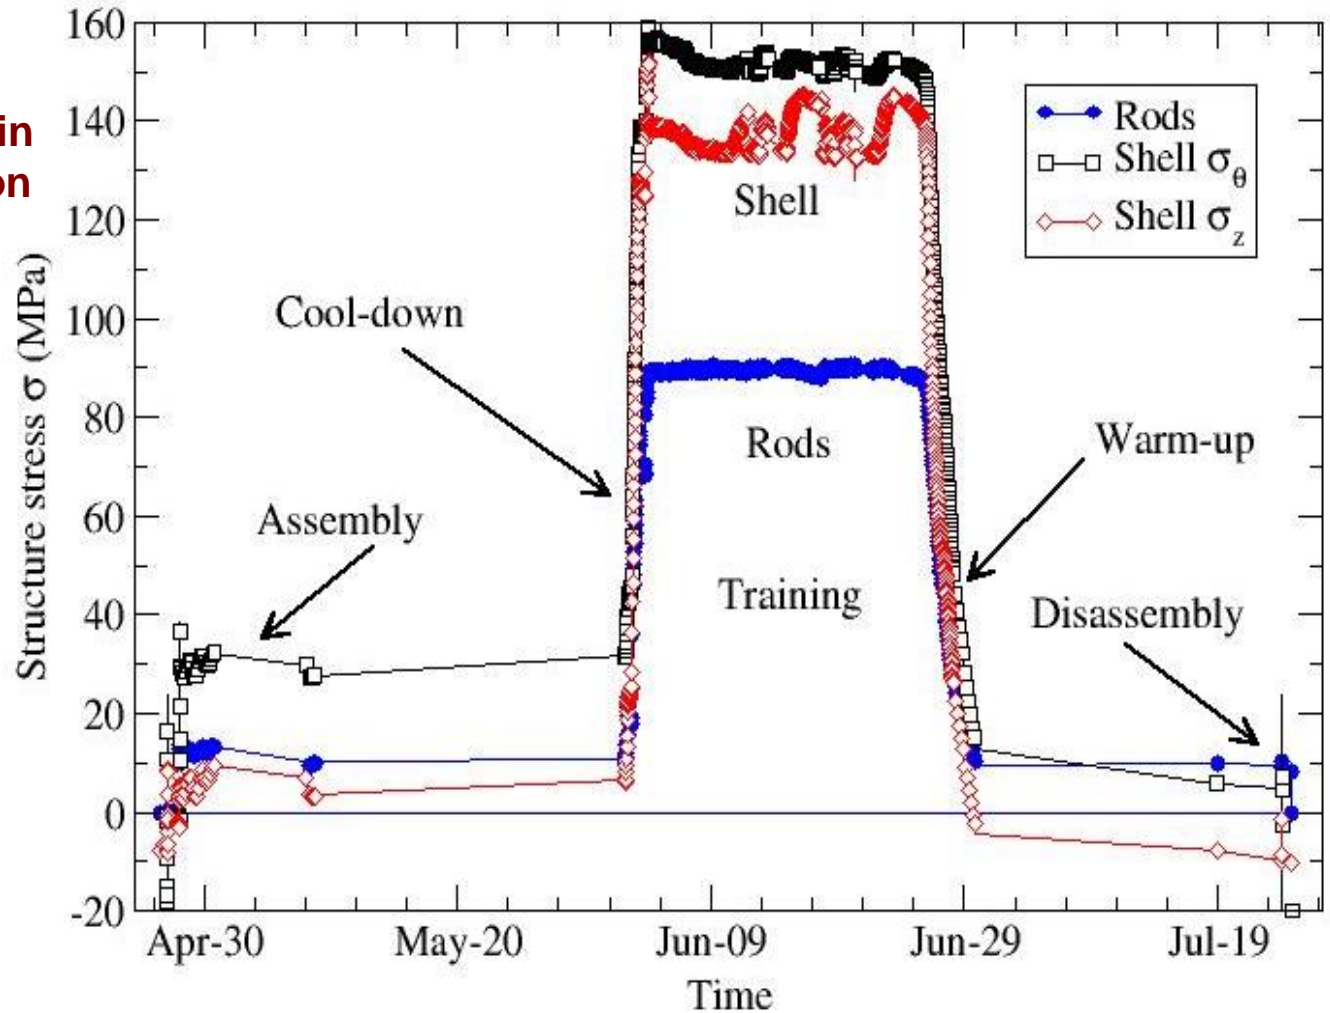 in
on
160
140
120
100
80
60
40
20
0
-20
Structure stress σ (MPa)
Rods
Shell σθ
Shell σz
Shell
Cool-down
Rods
Warm-up
Assembly
Training
Disassembly
Apr-30 May-20 Jun-09 Jun-29 Jul-19
Time